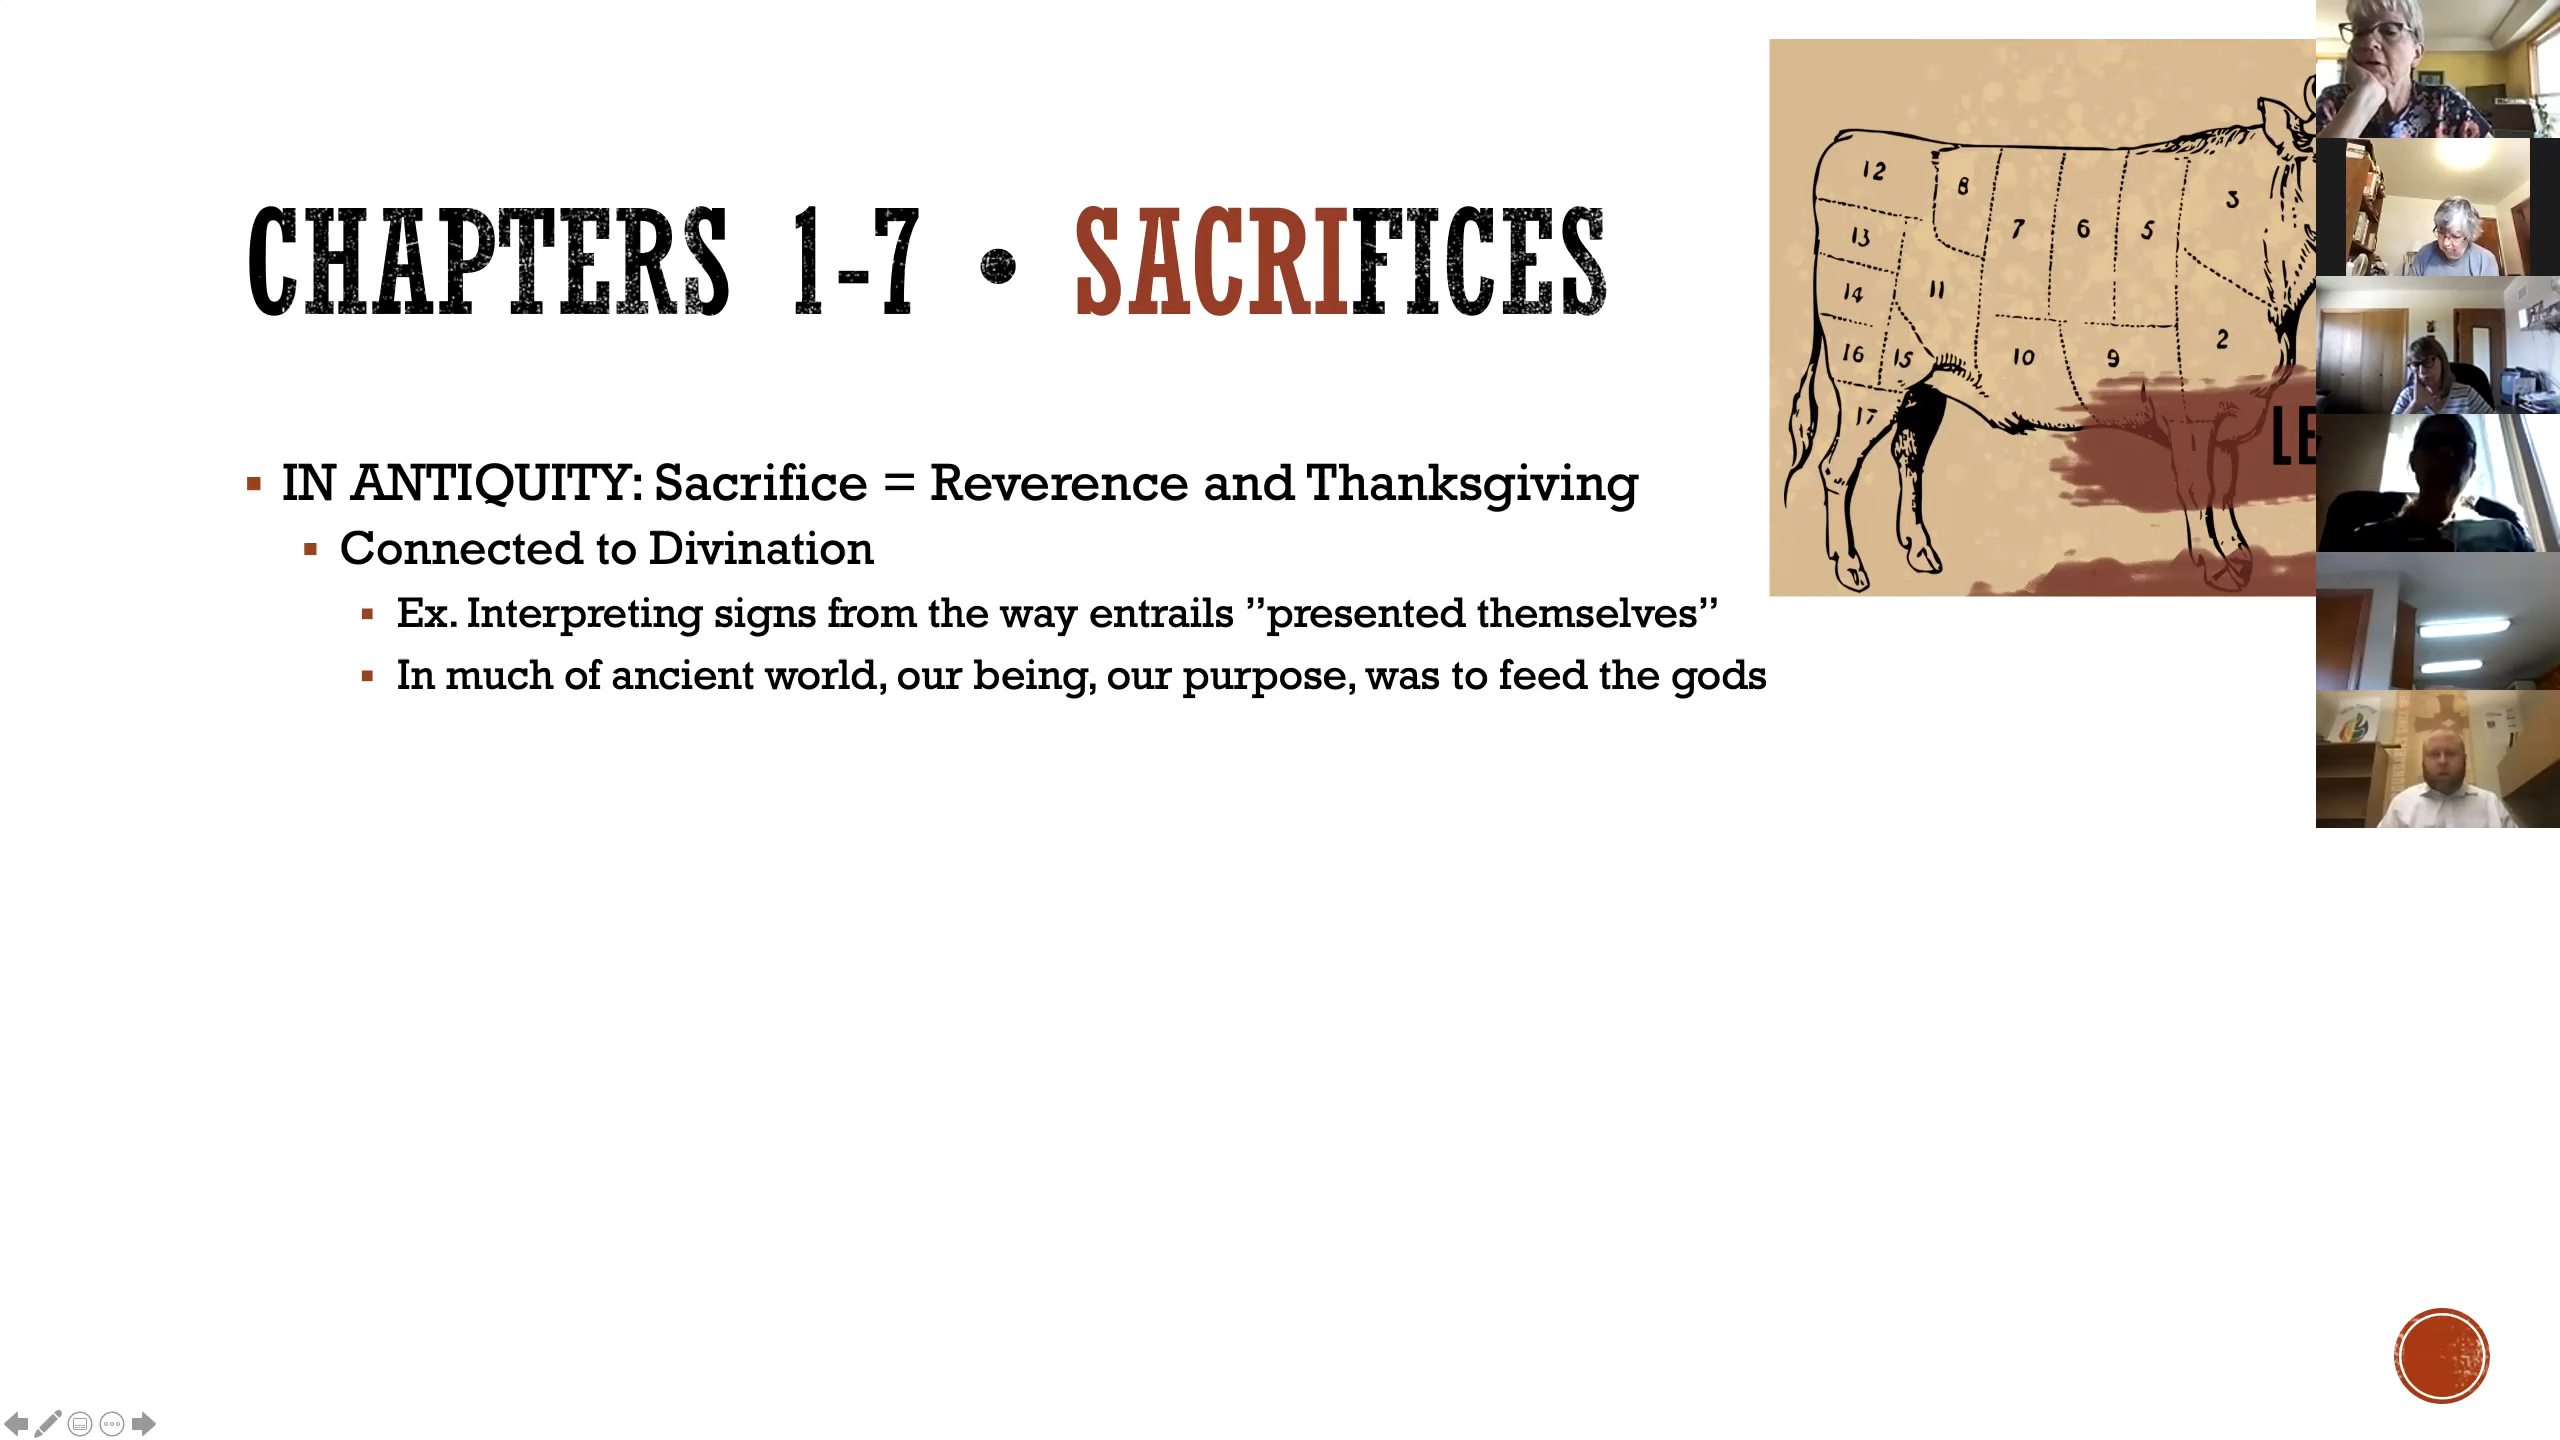 CHAPTERS 1-7 • SACRIFICES
IN ANTIQUITY: Sacrifice = Reverence and Thanksgiving
Connected to Divination
Ex. Interpreting signs from the way entrails ”presented themselves”
In much of ancient world, our being, our purpose, was to feed the gods
12
8
7
6
5
3
13
14
11
16
15
10
9
2
17
LE